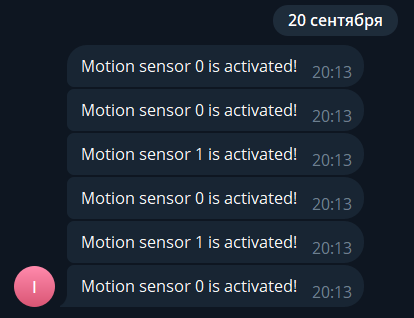 20 сентября
Motion sensor 0 is activated! 20:13
Motion sensor 0 is activated! 20:13
Motion sensor 1 is activated! 20:13
Motion sensor 0 is activated! 20:13
Motion sensor 1 is activated! 20:13
Motion sensor 0 is activated! 20:13
I